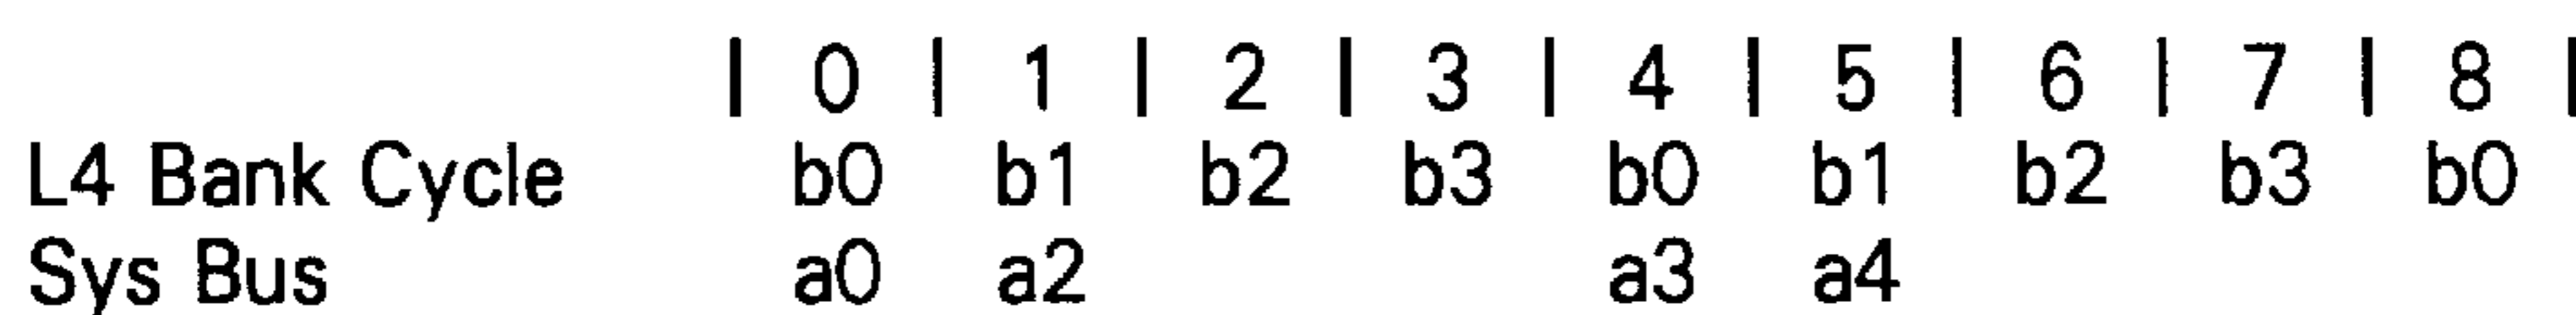 | 0 | 1 | 2 | 3 | 4 | 5 | 6 | 7 | 8 |
L4 Bank Cycle b0 b1 b2 b3 b0 b1 b2 b3 b0
Sys Bus a0 a2 a3 a4